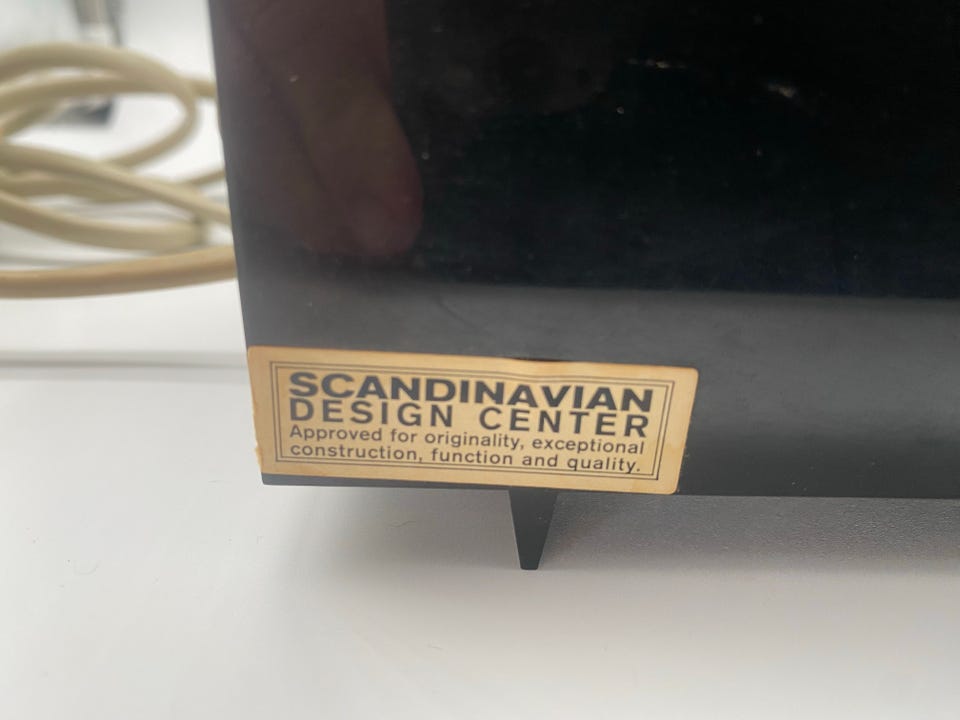 SCANDINAVIAN
DESIGN CENTER
Approved for originality, exceptional
construction, function and quality.